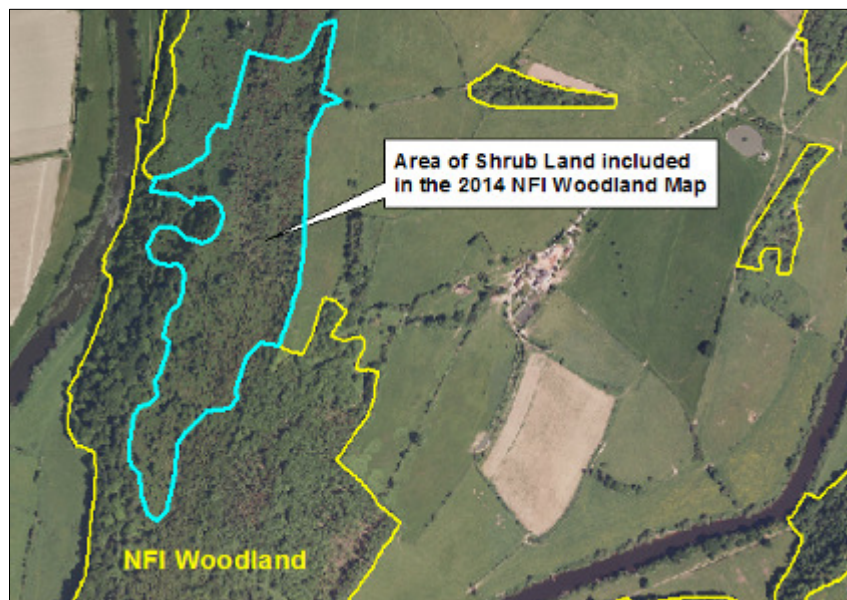 Area of Shrub Land included
in the 2014 NFI Woodland Map
NFI Woodland